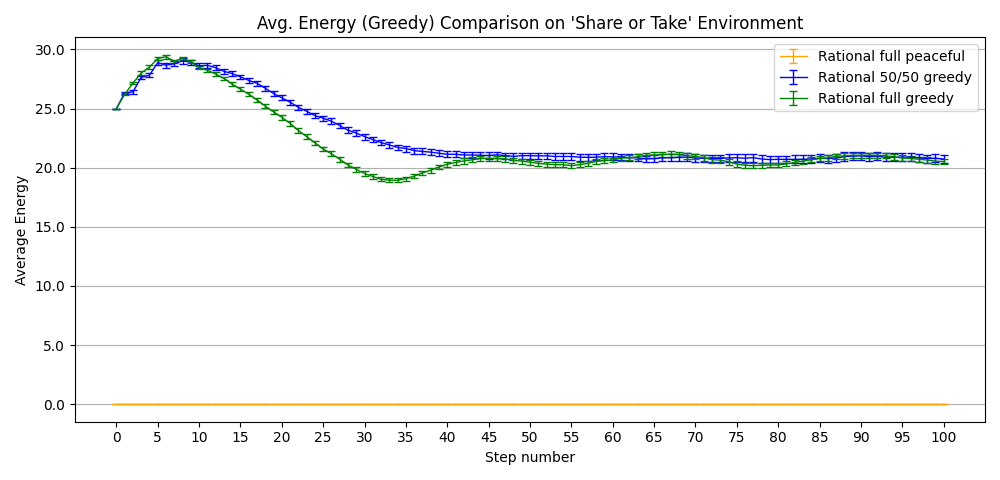 Avg. Energy (Greedy) Comparison on 'Share or Take' Environment
30.0
25.0
20.0
15.0
10.0
5.0
0.0
Average Energy
Rational full peaceful
Rational 50/50 greedy
Rational full greedy
0 5 10 15 20 25 30 35 40 45 50 55 60 65 70 75 80 85 90 95 100
Step number